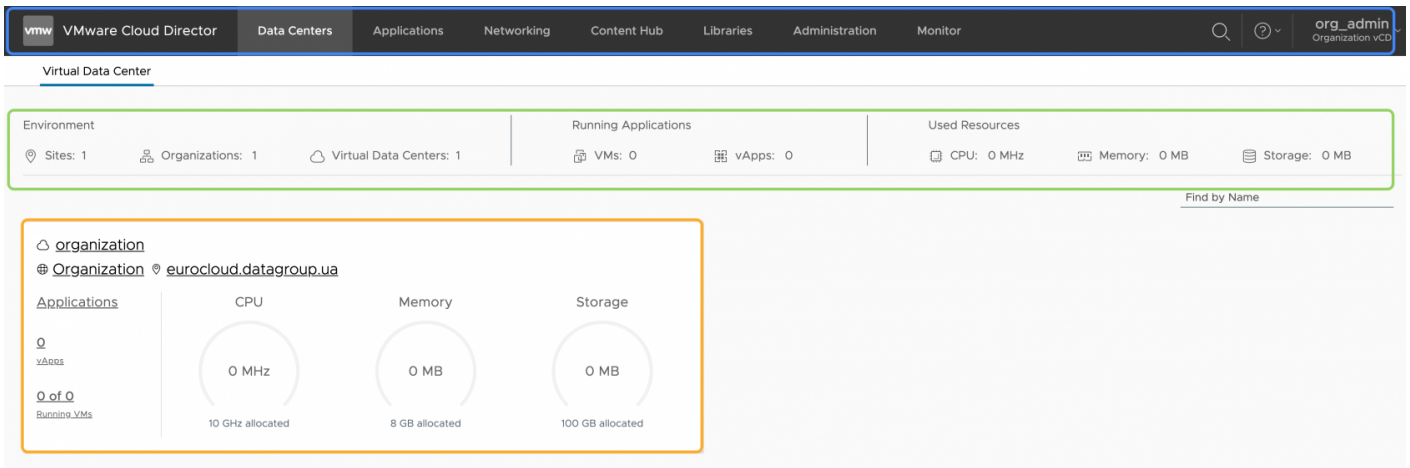 vmw VMware Cloud Director Data Centers Applications Networking Content Hub Libraries Administration Monitor org_admin
Organization vCD
Virtual Data Center
Environment Running Applications Used Resources
Sites: 1 Organizations: 1 Virtual Data Centers: 1 VMs: 0 vApps: 0 CPU: 0 MHz Memory: 0 MB Storage: 0 MB
Find by Name
organization
Organization eurocloud.datagroup.ua
Applications CPU Memory Storage
0
vApps
0 MHz 0 MB 0 MB
0 of 0
Running VMs
10 GHz allocated 8 GB allocated 100 GB allocated